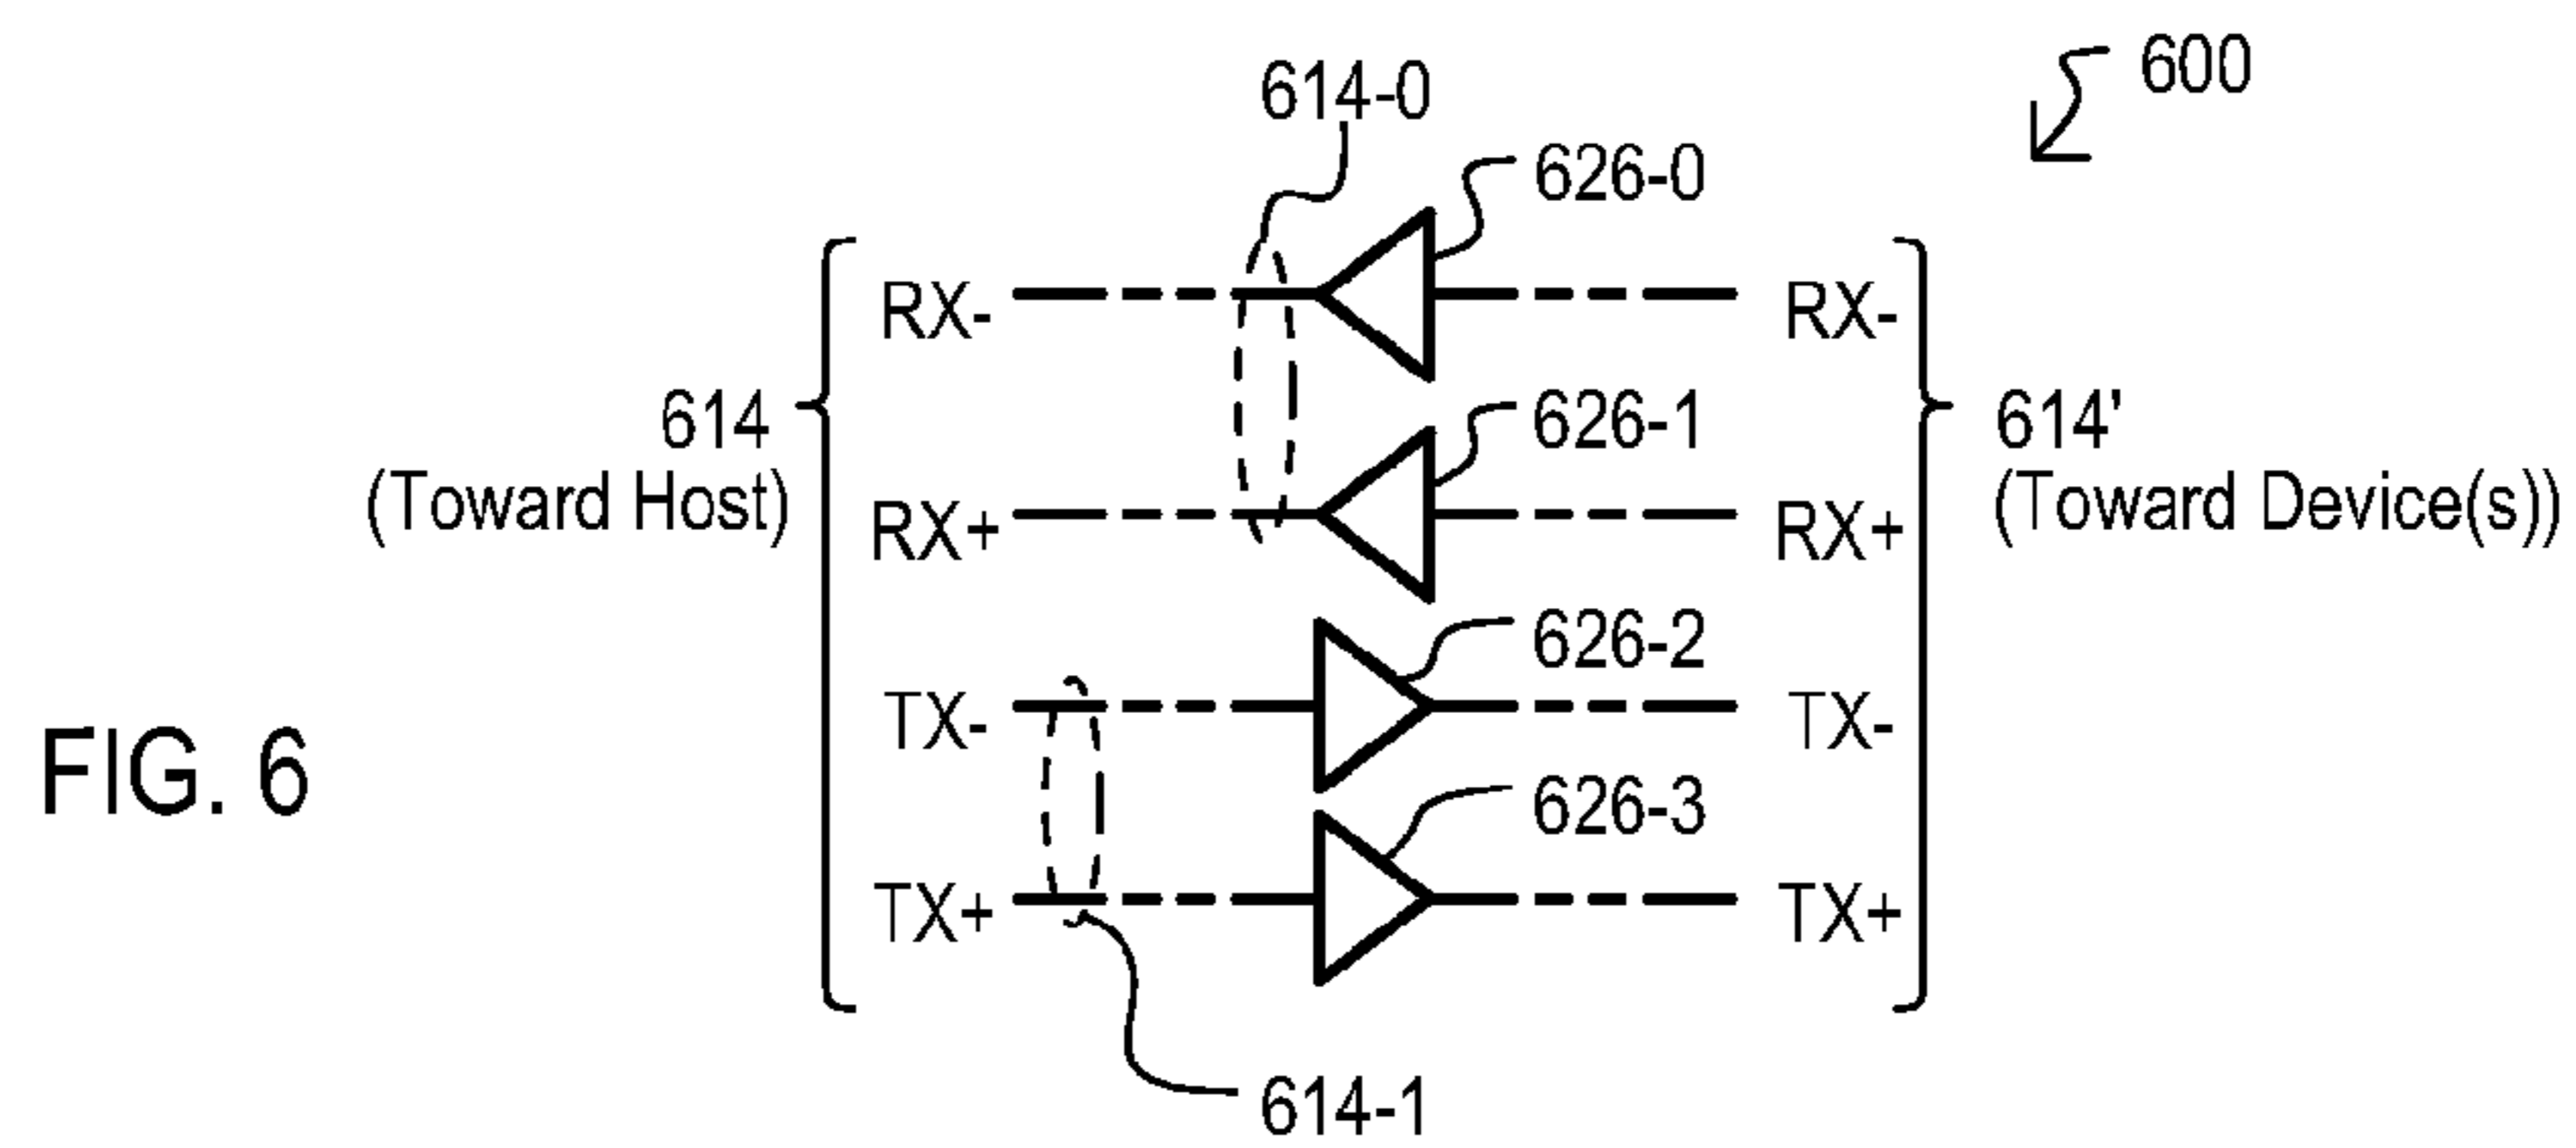 600
614-0
626-0
RX-
RX-
614
(Toward Host)
626-1
614'
(Toward Device(s))
RX+
RX+
626-2
TX-
TX-
FIG. 6
626-3
TX+
TX+
614-1